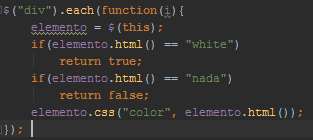 $("div").each(function(i){
elemento = $(this);
if(elemento.html() == "white")
return true;
if(elemento.html() == "nada")
return false;
elemento.css("color", elemento.html());
});